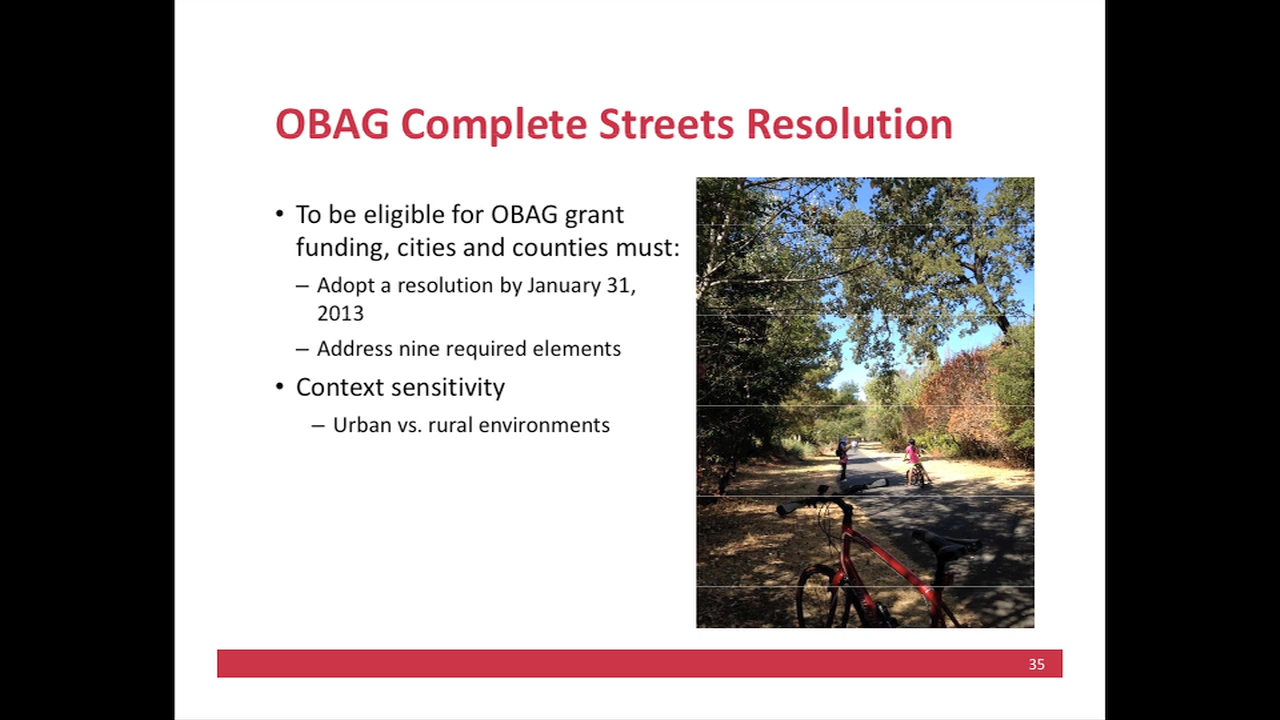 OBAG Complete Streets Resolution
• To be eligible for OBAG grant
funding, cities and counties must:
– Adopt a resolution by January 31,
2013
– Address nine required elements
• Context sensitivity
– Urban vs. rural environments
35